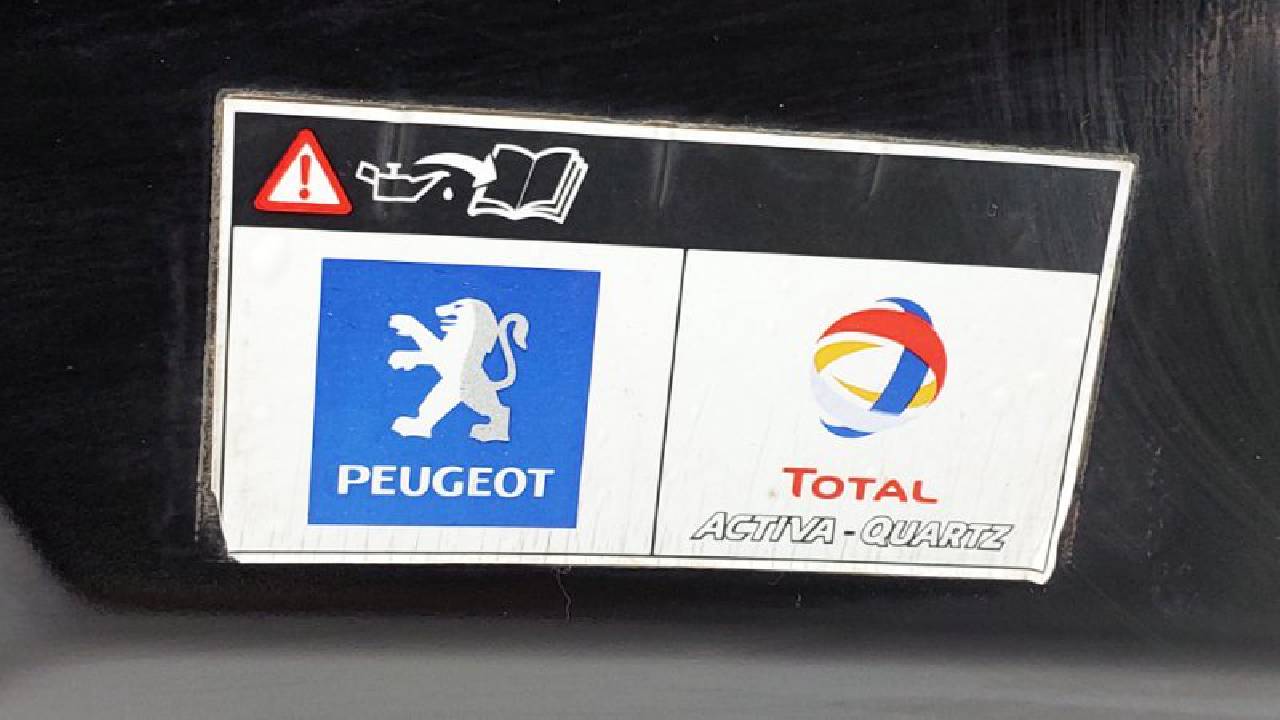 PEUGEOT
TOTAL
ACTIVA - QUARTZ